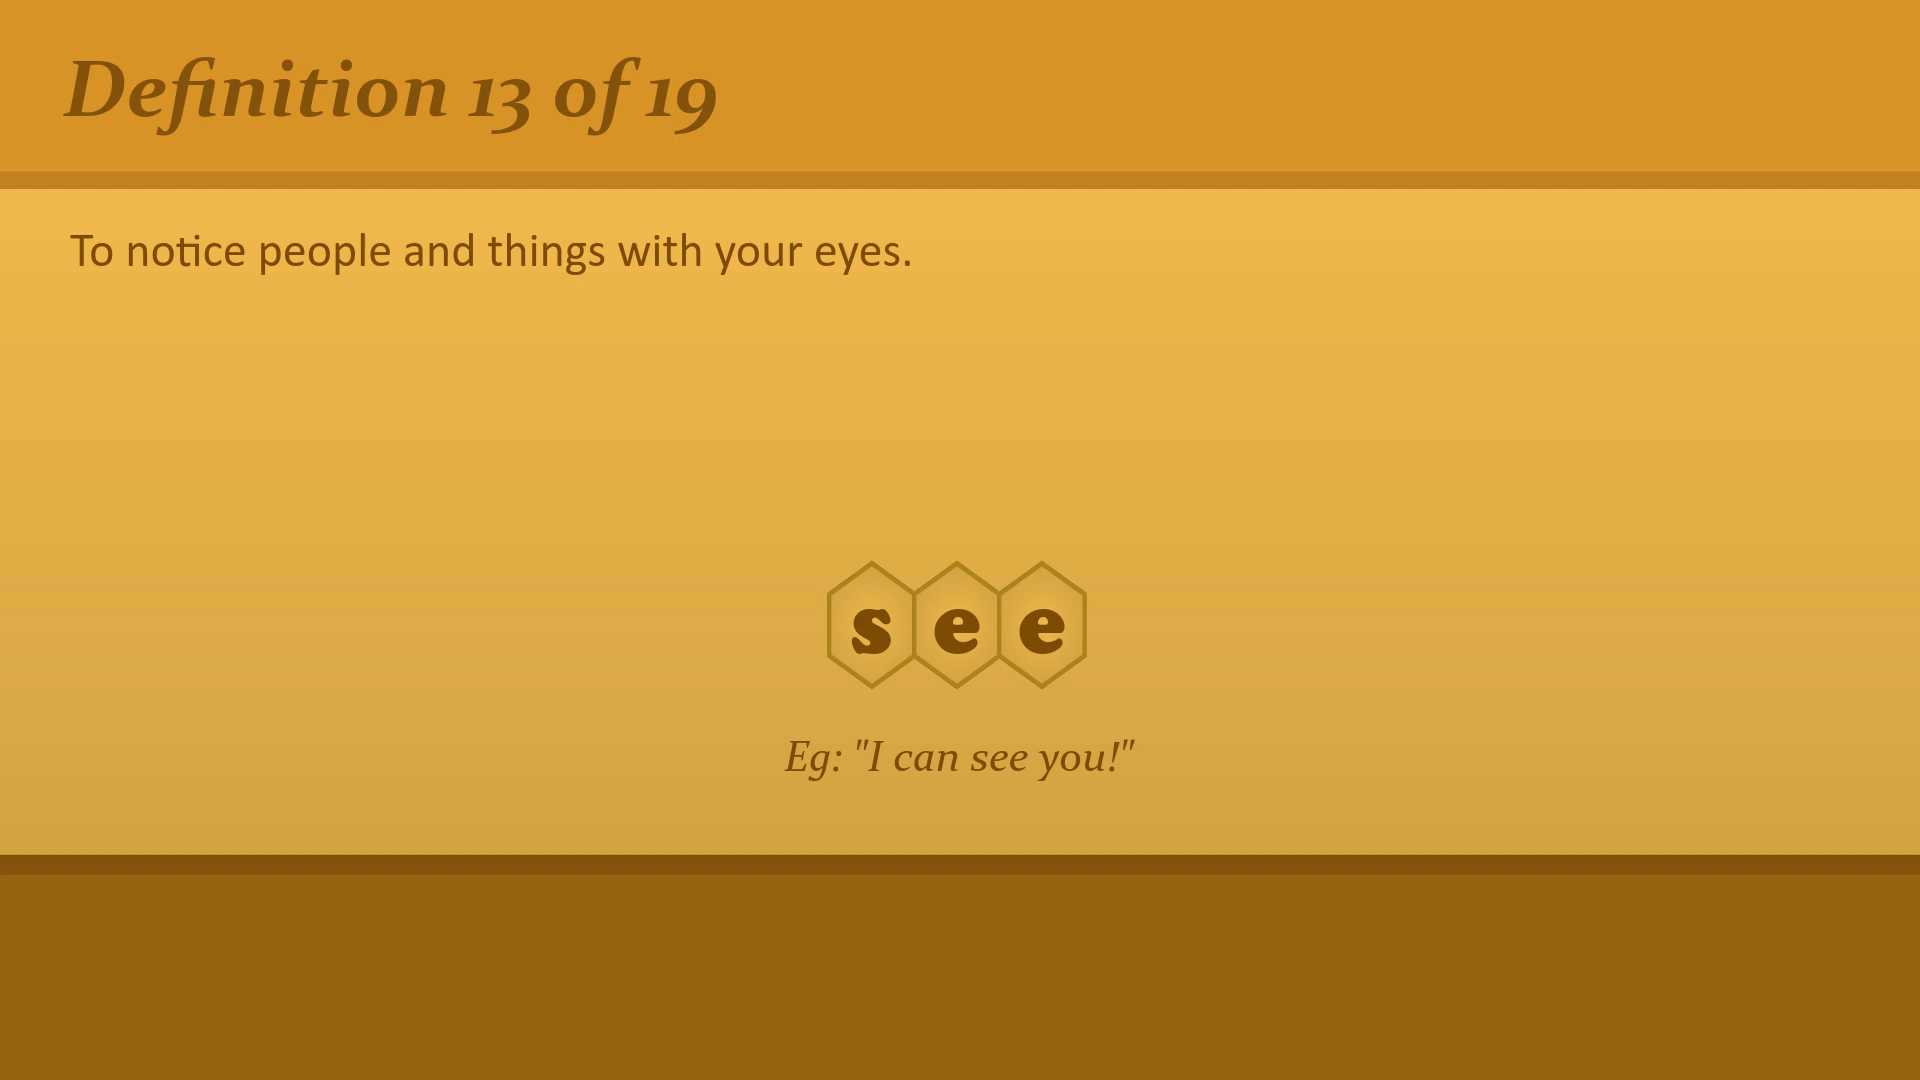 Definition 13 of 19
To notice people and things with your eyes.
see
Eg: "I can see you!"